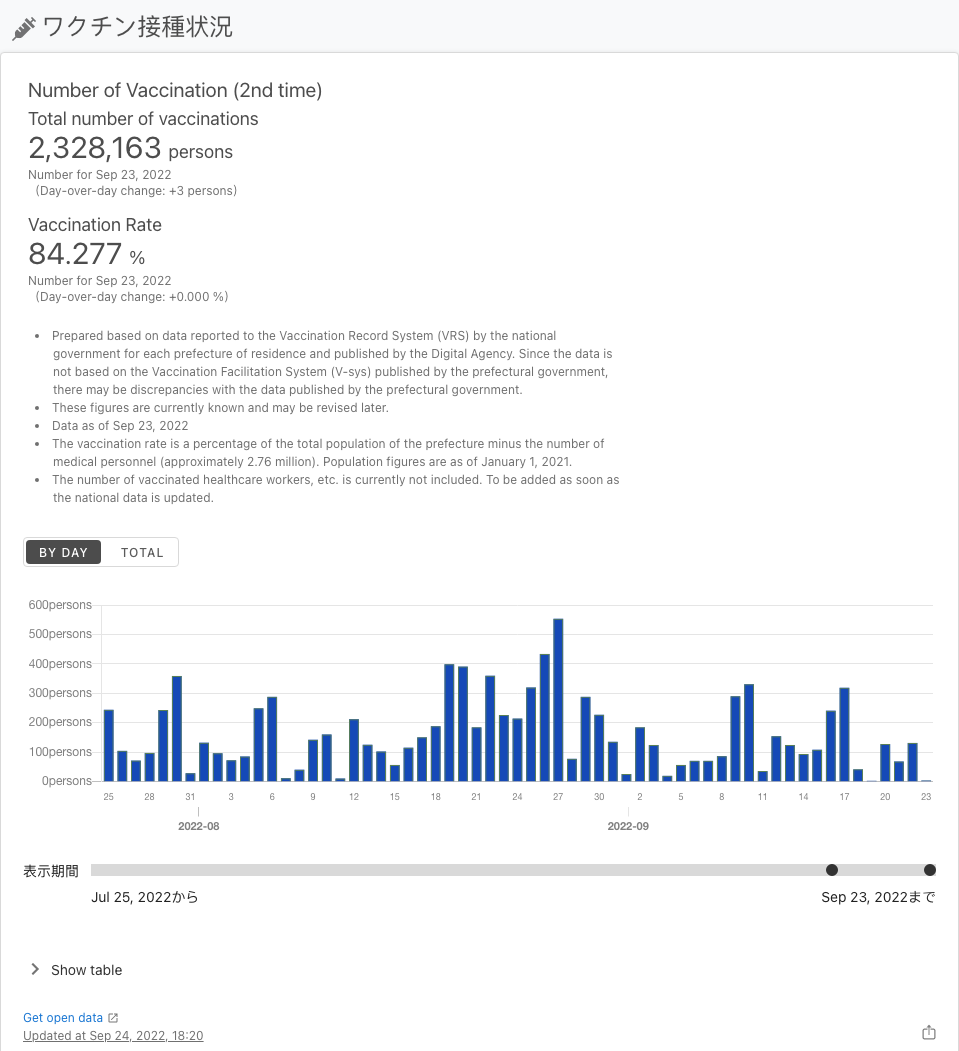 ワクチン接種状況
Number of Vaccination (2nd time)
Total number of vaccinations
2,328,163 persons
Number for Sep 23, 2022
(Day-over-day change: +3 persons)
Vaccination Rate
84.277 %
Number for Sep 23, 2022
(Day-over-day change: +0.000 %)
• Prepared based on data reported to the Vaccination Record System (VRS) by the national
government for each prefecture of residence and published by the Digital Agency. Since the data is
not based on the Vaccination Facilitation System (V-sys) published by the prefectural government,
there may be discrepancies with the data published by the prefectural government.
• These figures are currently known and may be revised later.
• Data as of Sep 23, 2022
• The vaccination rate is a percentage of the total population of the prefecture minus the number of
medical personnel (approximately 2.76 million). Population figures are as of January 1, 2021.
• The number of vaccinated healthcare workers, etc. is currently not included. To be added as soon as
the national data is updated.
BY DAY TOTAL
600persons
500persons
400persons
300persons
200persons
100persons
0persons
25 28 31 3 6 9 12 15 18 21 24 27 30 2 5 8 11 14 17 20 23
2022-08 2022-09
表示期間
Jul 25, 2022から Sep 23, 2022まで
Show table
Get open data
Updated at Sep 24, 2022, 18:20